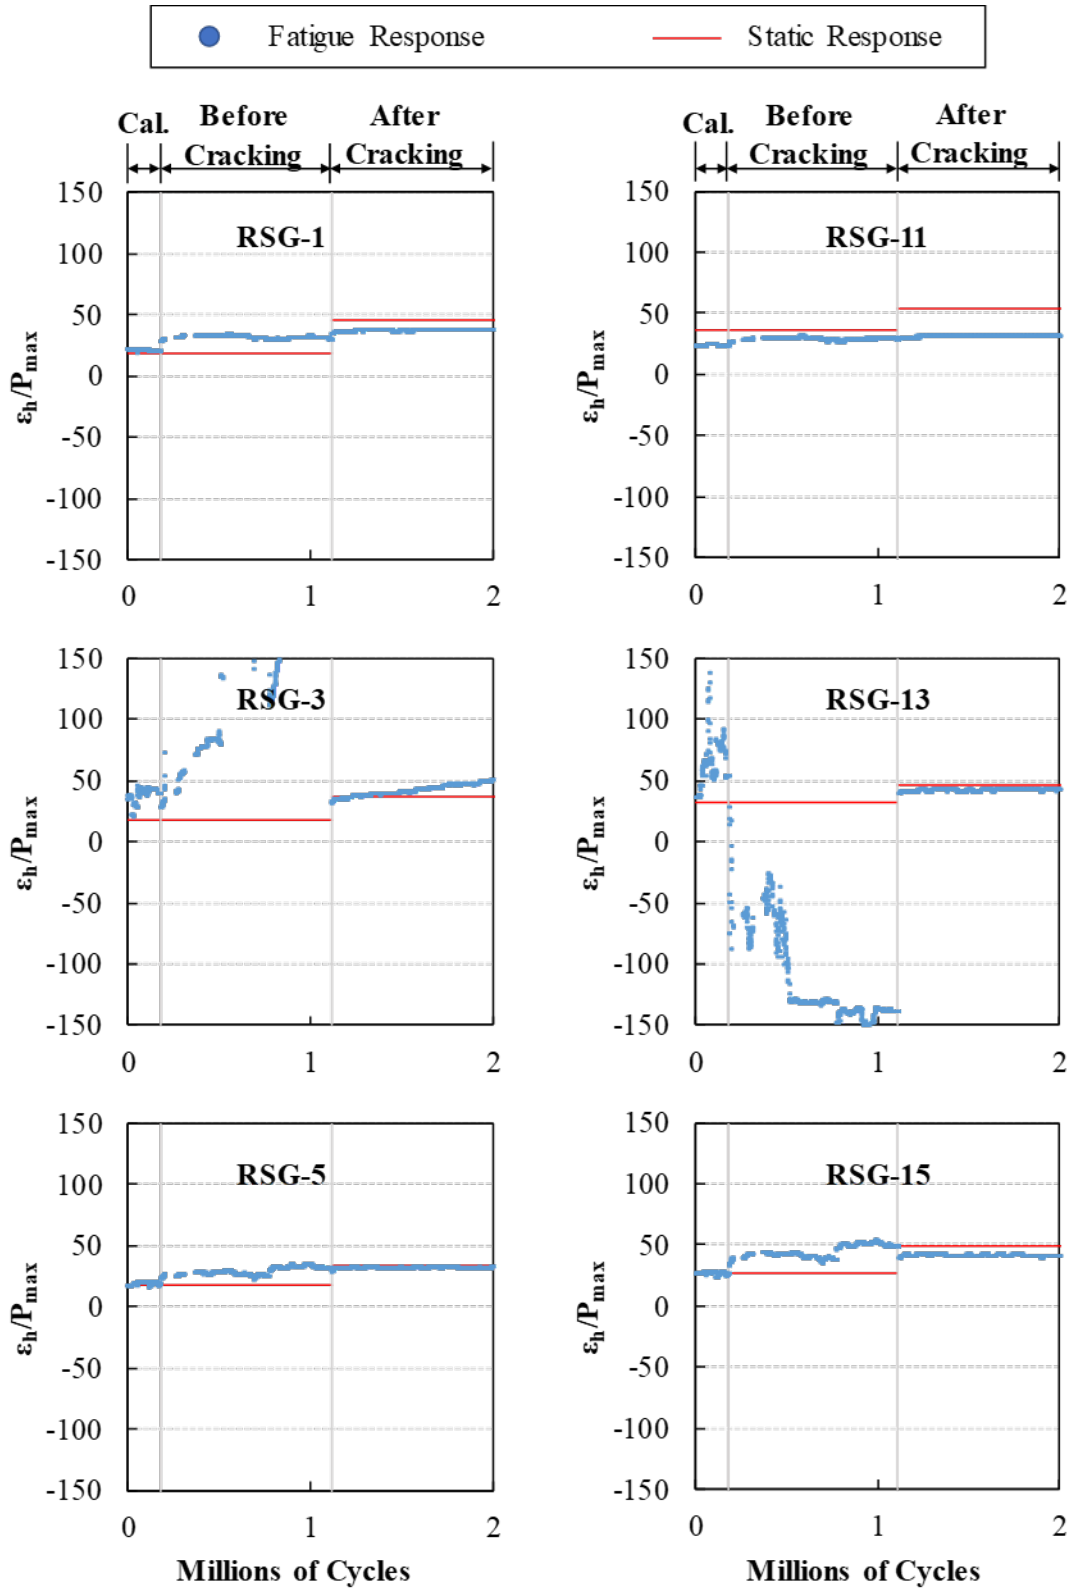 Fatigue Response
Static Response
Cal.
Before Cracking
After Cracking
Cal.
Before Cracking
After Cracking
RSG-1
150
100
50
0
-50
-100
-150
εh/Pmax
0 1 2
RSG-11
150
100
50
0
-50
-100
-150
εh/Pmax
0 1 2
RSG-3
150
100
50
0
-50
-100
-150
εh/Pmax
0 1 2
RSG-13
150
100
50
0
-50
-100
-150
εh/Pmax
0 1 2
RSG-5
150
100
50
0
-50
-100
-150
εh/Pmax
0 1 2
Millions of Cycles
RSG-15
150
100
50
0
-50
-100
-150
εh/Pmax
0 1 2
Millions of Cycles